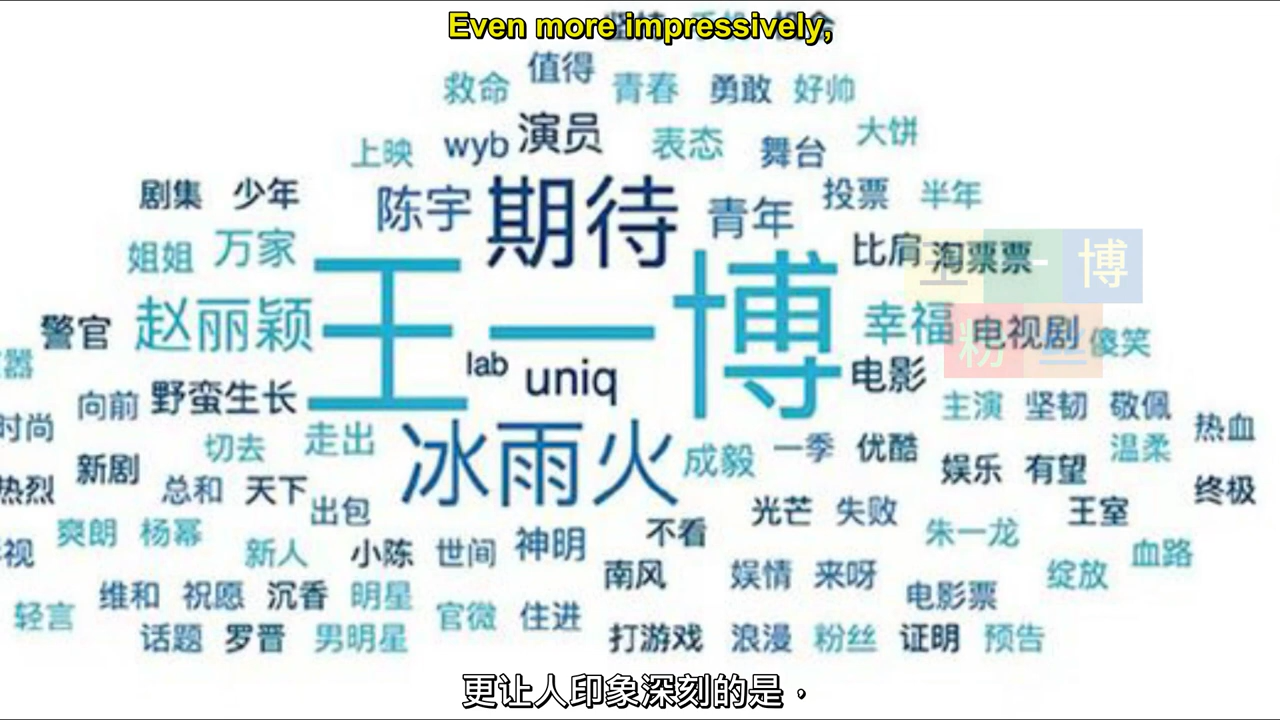 Even more impressively,
救命 值得 青春 勇敢 好帅
上映 wyb 演员 表态 舞台 大饼
剧集 少年 陈宇 期待 青年 投票 半年
姐姐 万家 比肩 淘票票
王一博
警官 赵丽颖 lab uniq 幸福 电视剧 傻笑
王一博
粉丝
电影
时尚 向前 野蛮生长 主演 坚韧 敬佩 热血
切去 走出 冰雨火 成毅 一季 优酷 温柔
热烈 新剧 总和 天下 娱乐 有望 终极
出包 光芒 失败 王室
爽朗 杨幂 新人 小陈 世间 神明 不看 朱一龙 血路
南风 娱情 来呀 绽放
维和 祝愿 沉香 明星 电影票
轻言 官微 住进
话题 罗晋 男明星 打游戏 浪漫 粉丝 证明 预告
更让人印象深刻的是，